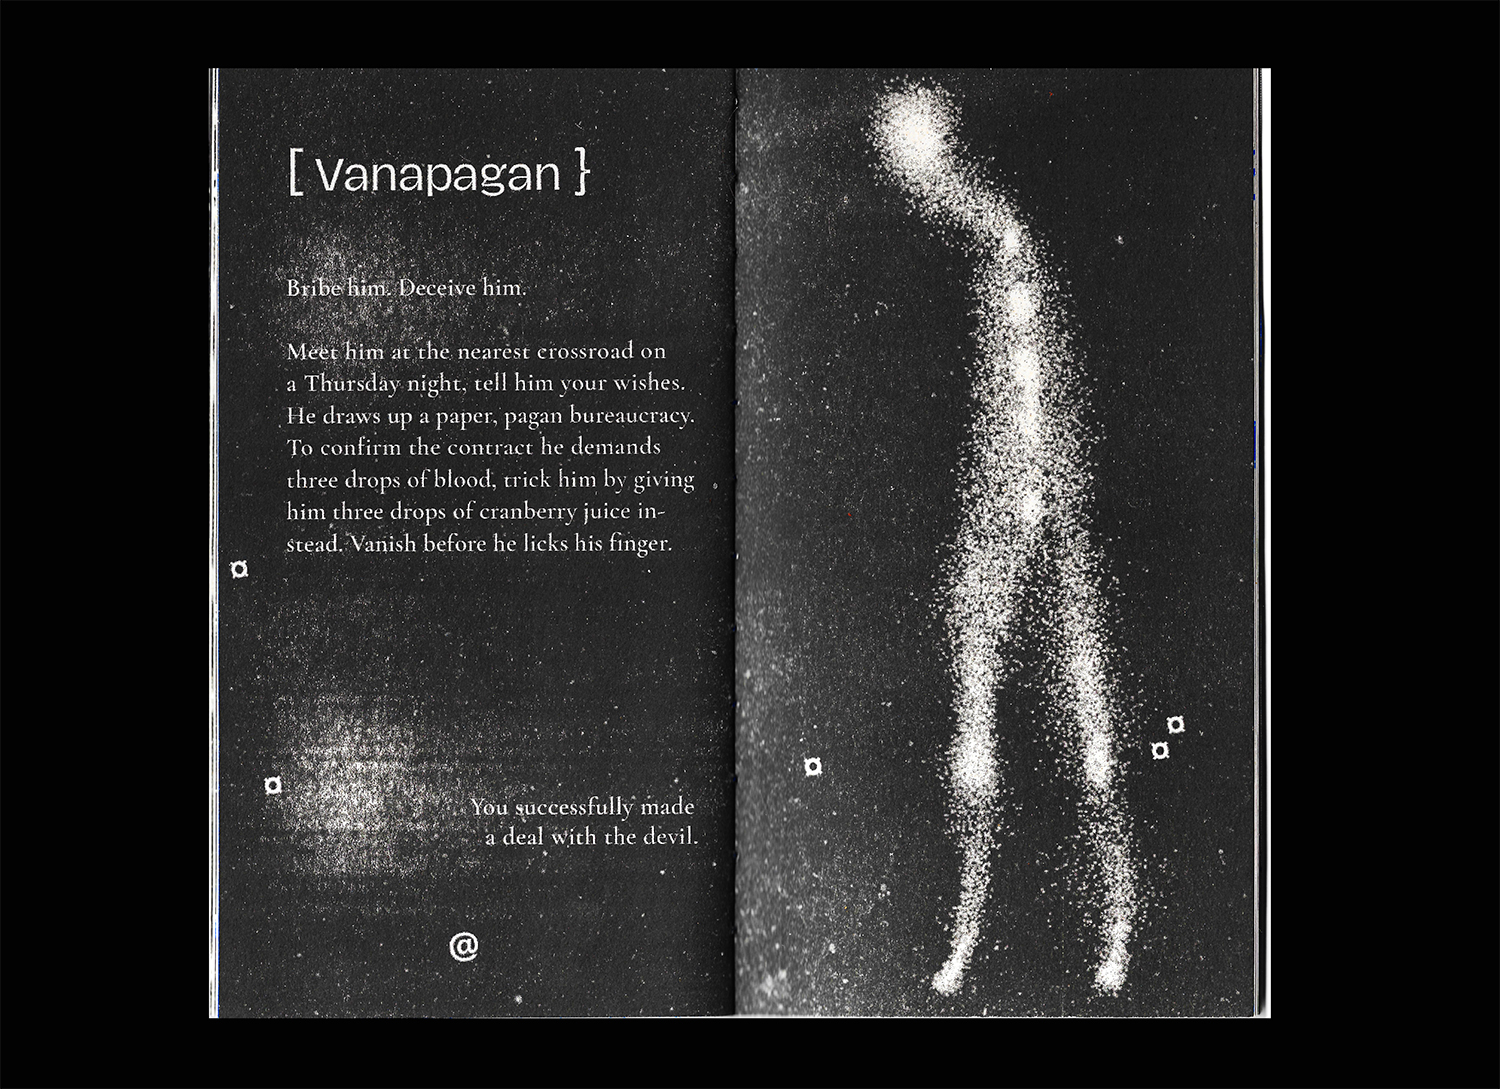 [ Vanapagan }
Bribe him. Deceive him.
Meet him at the nearest crossroad on
a Thursday night, tell him your wishes.
He draws up a paper, pagan bureaucracy.
To confirm the contract he demands
three drops of blood, trick him by giving
him three drops of cranberry juice in-
stead. Vanish before he licks his finger.
¤
¤
You successfully made
a deal with the devil.
@
¤
¤
¤